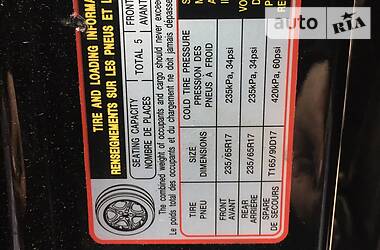 auto RIA
TIRE AND LOADING INFORMA
RENSEIGNEMENTS SUR LES PNEUS ET L
SEATING CAPACITY
NOMBRE DE PLACES
TOTAL 5
FRONT
AVANT
The combined weight of occupants and cargo should never exceed
Le poids total des occupants et du chargement ne doit jamais dépasser
TIRE
PNEU
SIZE
DIMENSIONS
COLD TIRE PRESSURE
PRESSION DES
PNEUS À FROID
FRONT
AVANT
235/65R17
235kPa, 34psi
REAR
ARRIÈRE
235/65R17
235kPa, 34psi
SPARE
DE SECOURS
T165/90D17
420kPa, 60psi